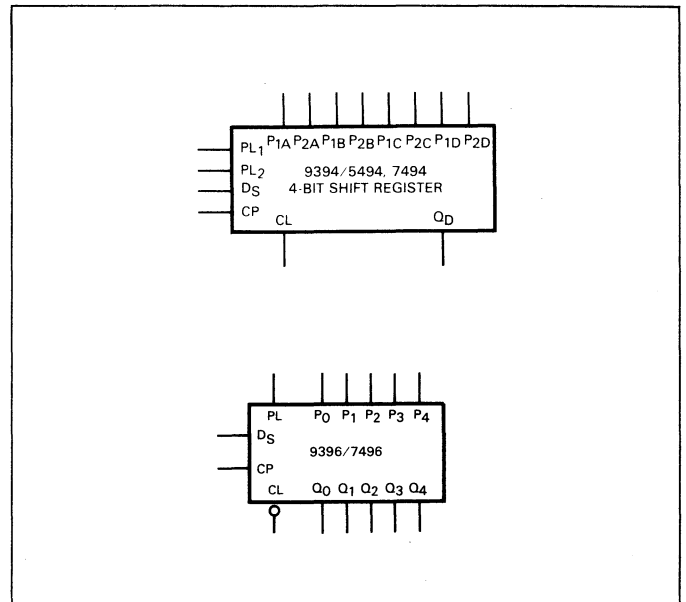 PL1 P1A P2A P1B P2B P1C P2C P1D P2D
PL2 9394/5494, 7494
DS 4-BIT SHIFT REGISTER
CP
CL QD
PL P0 P1 P2 P3 P4
DS
9396/7496
CP
CL Q0 Q1 Q2 Q3 Q4